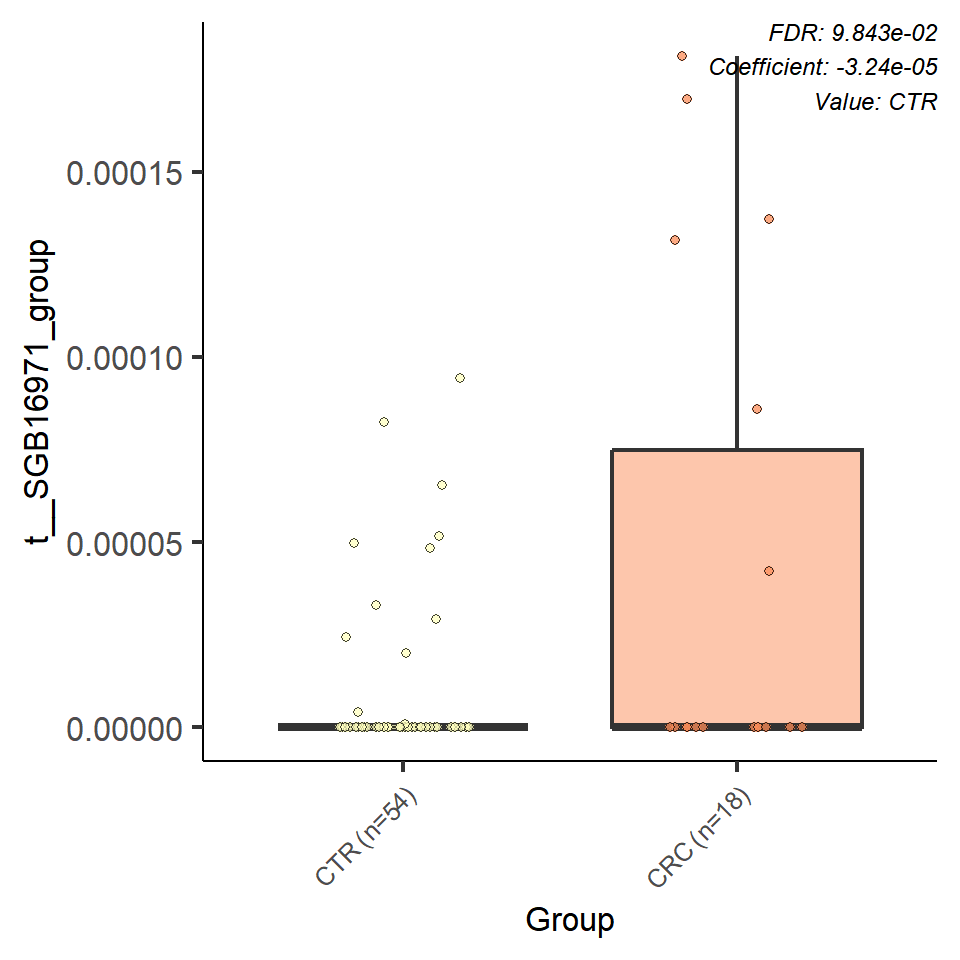 FDR: 9.843e-02
Coefficient: -3.24e-05
Value: CTR
t__SGB16971_group
0.00015
0.00010
0.00005
0.00000
CTR (n=54)
CRC (n=18)
Group